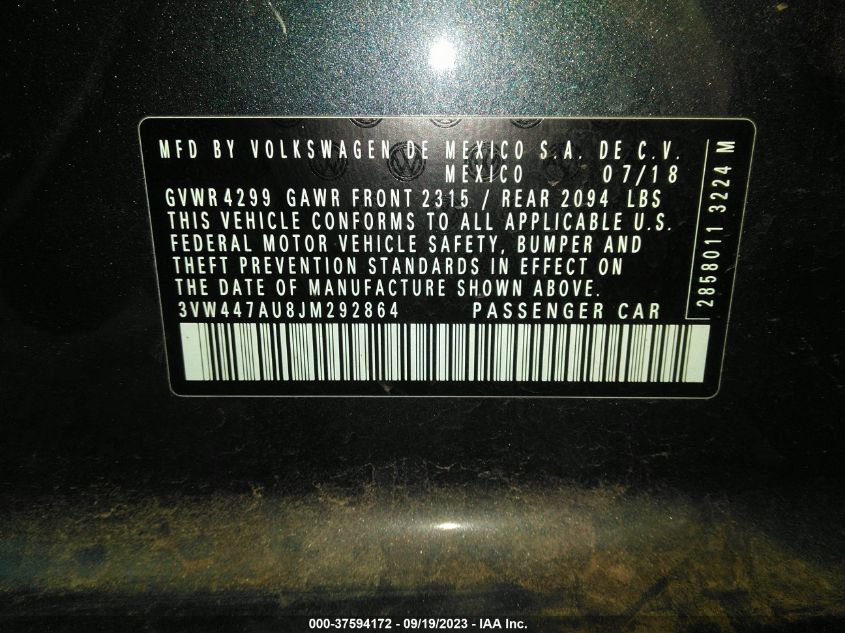 MFD BY VOLKSWAGEN DE MEXICO S.A. DE C.V.
MEXICO 07/18
GVWR 4299 GAWR FRONT 2315 / REAR 2094 LBS
THIS VEHICLE CONFORMS TO ALL APPLICABLE U.S.
FEDERAL MOTOR VEHICLE SAFETY, BUMPER AND
THEFT PREVENTION STANDARDS IN EFFECT ON
THE DATE OF MANUFACTURE SHOWN ABOVE.
3VW447AU8JM292864 PASSENGER CAR
2858011 3224 M
000-37594172 - 09/19/2023 - IAA Inc.